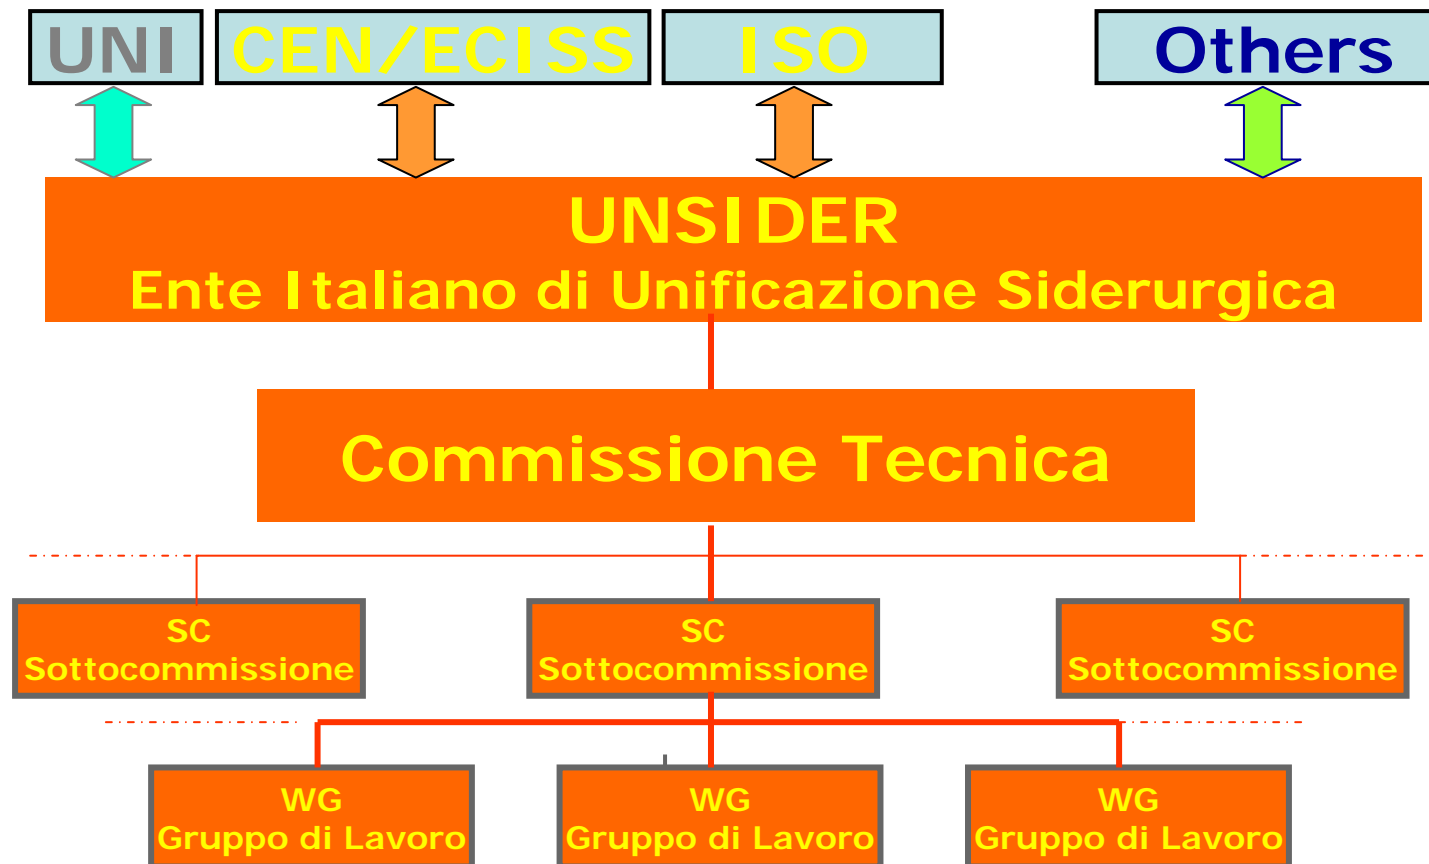 UNI CEN/ECISS ISO Others
UNSIDER
Ente Italiano di Unificazione Siderurgica
Commissione Tecnica
SC
Sottocommissione
SC
Sottocommissione
SC
Sottocommissione
WG
Gruppo di Lavoro
WG
Gruppo di Lavoro
WG
Gruppo di Lavoro